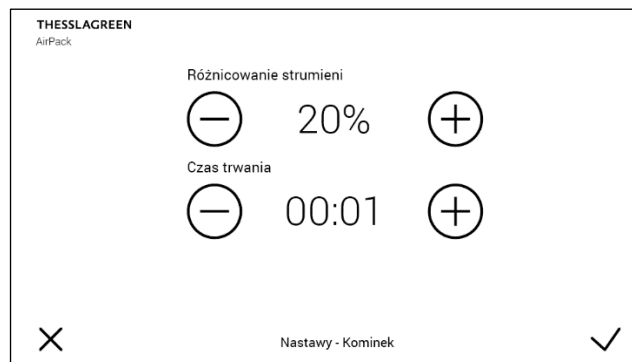 THESSLAGREEN
AirPack
Różnicowanie strumieni
20%
Czas trwania
00:01
Nastawy - Kominek